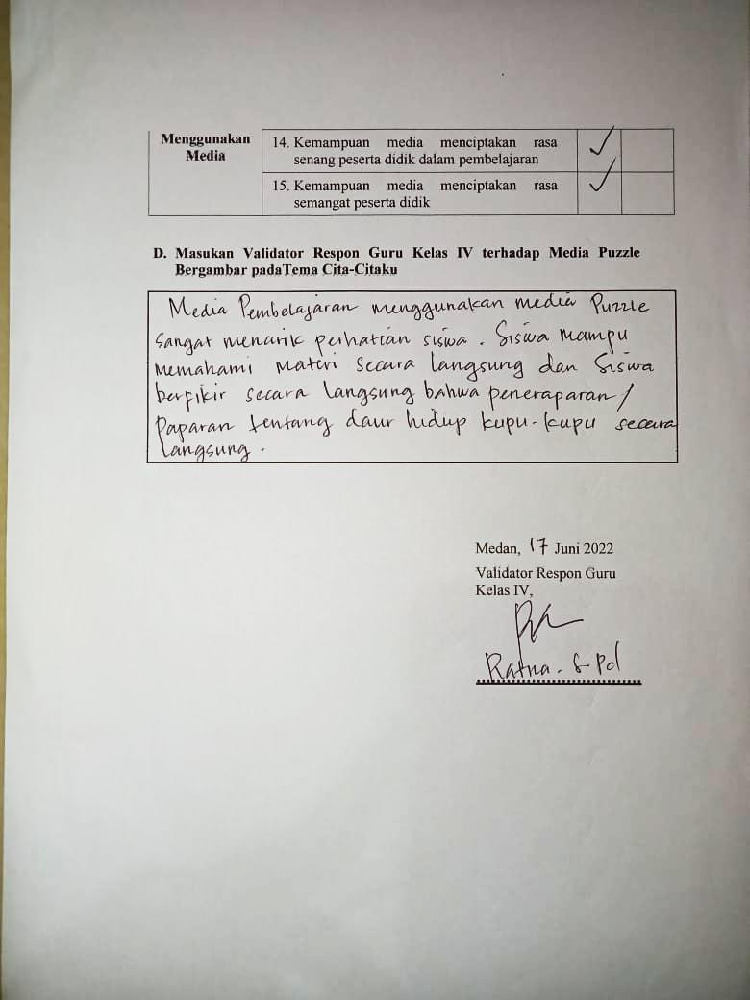 Menggunakan Media
14. Kemampuan media menciptakan rasa
senang peserta didik dalam pembelajaran
✓
15. Kemampuan media menciptakan rasa
semangat peserta didik
✓
D. Masukan Validator Respon Guru Kelas IV terhadap Media Puzzle
Bergambar padaTema Cita-Citaku
Media Pembelajaran menggunakan media Puzzle
sangat menarik perhatian siswa. Siswa mampu
memahami materi secara langsung dan siswa
berfikir secara langsung bahwa peneraparan /
Paparan tentang daur hidup kupu-kupu secara
langsung.
Medan, 17 Juni 2022
Validator Respon Guru
Kelas IV,
Ratna. S-Pd